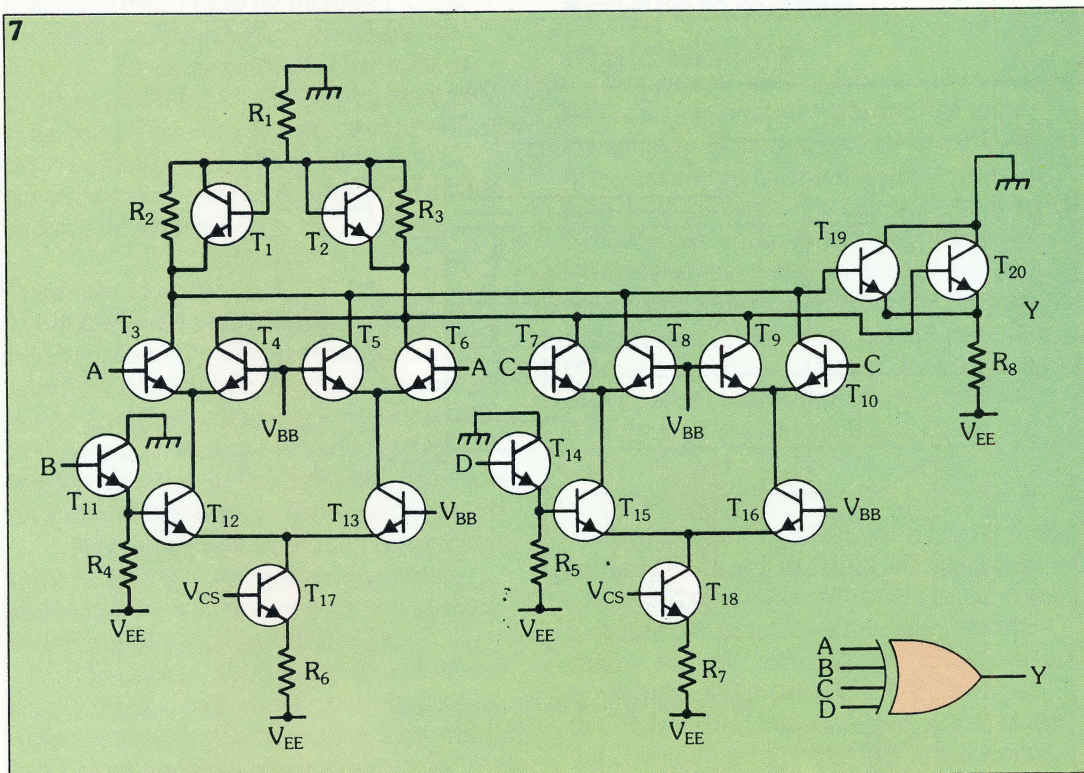 7
R1
R2
T1
T2
R3
T19
T20
Y
T3
T4
T5
T6
T7
T8
T9
A
A
C
C
T10
R8
VBB
VBB
VEE
B
T11
D
T14
T12
T13
VBB
T15
T16
VBB
R4
R5
VCS
T17
VCS
T18
VEE
VEE
R6
R7
VEE
VEE
A
B
C
D
Y